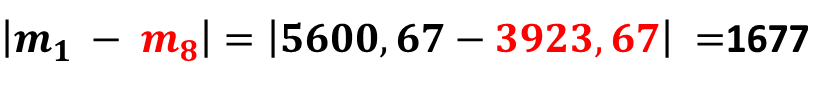 |m₁ − m₈| = |5600,67 − 3923,67| =1677